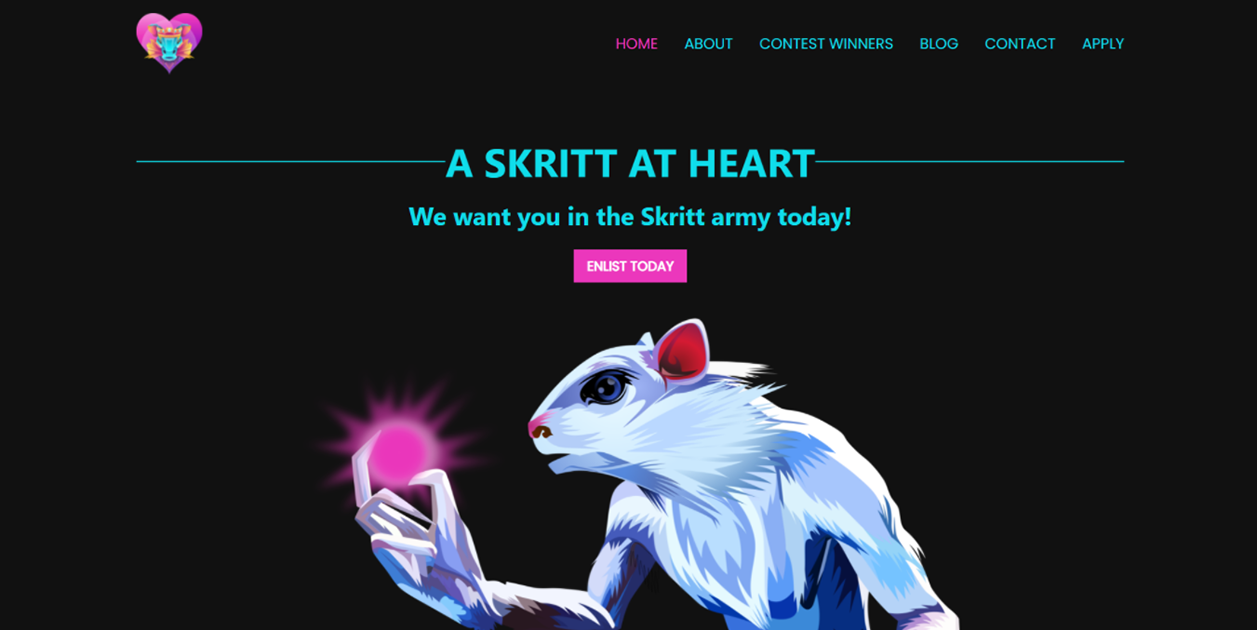 HOME ABOUT CONTEST WINNERS BLOG CONTACT APPLY
A SKRITT AT HEART
We want you in the Skritt army today!
ENLIST TODAY